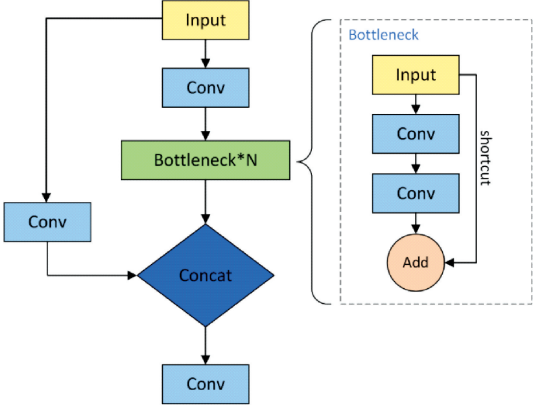 Input
Conv
Bottleneck*N
Conv
Concat
Conv
Bottleneck
Input
Conv
shortcut
Conv
Add